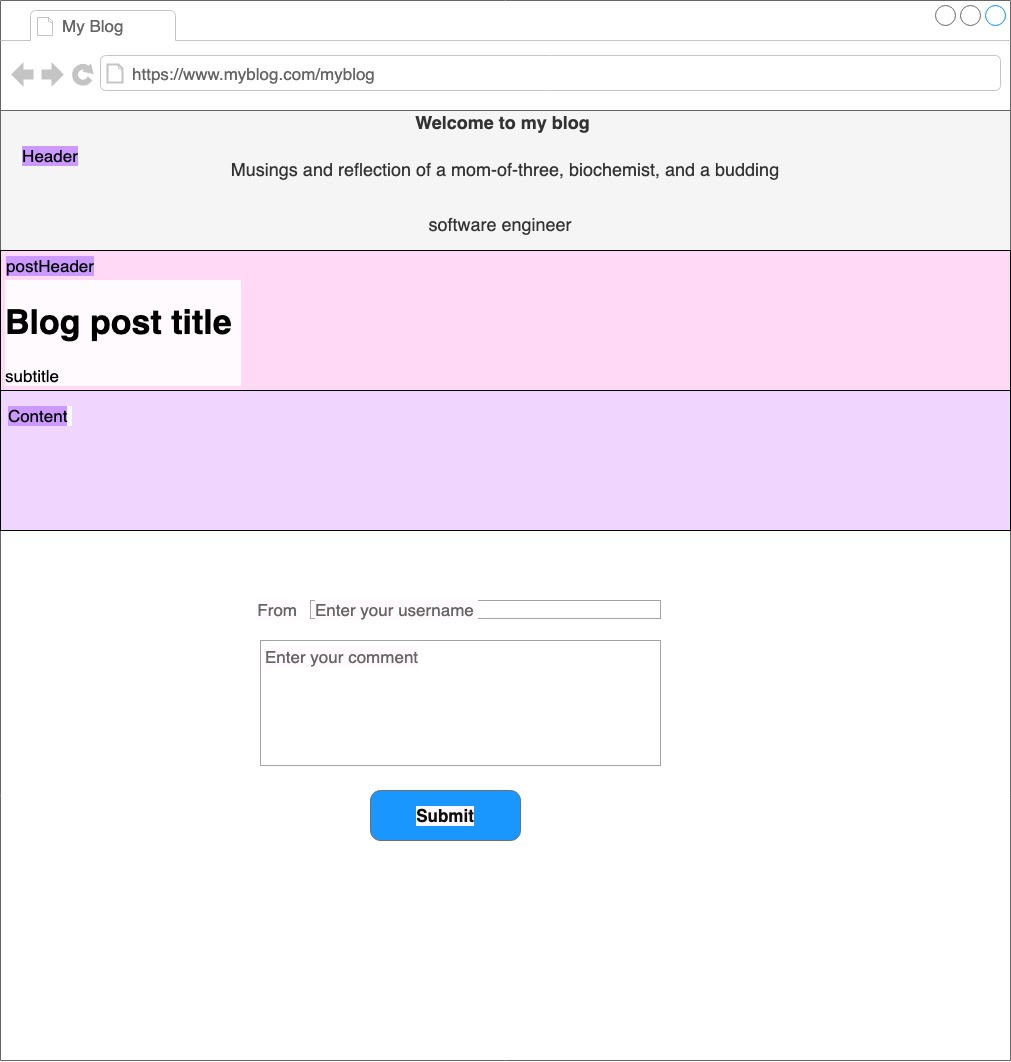 My Blog
https://www.myblog.com/myblog
Welcome to my blog
Header
Musings and reflection of a mom-of-three, biochemist, and a budding
software engineer
postHeader
Blog post title
subtitle
Content
From Enter your username
Enter your comment
Submit